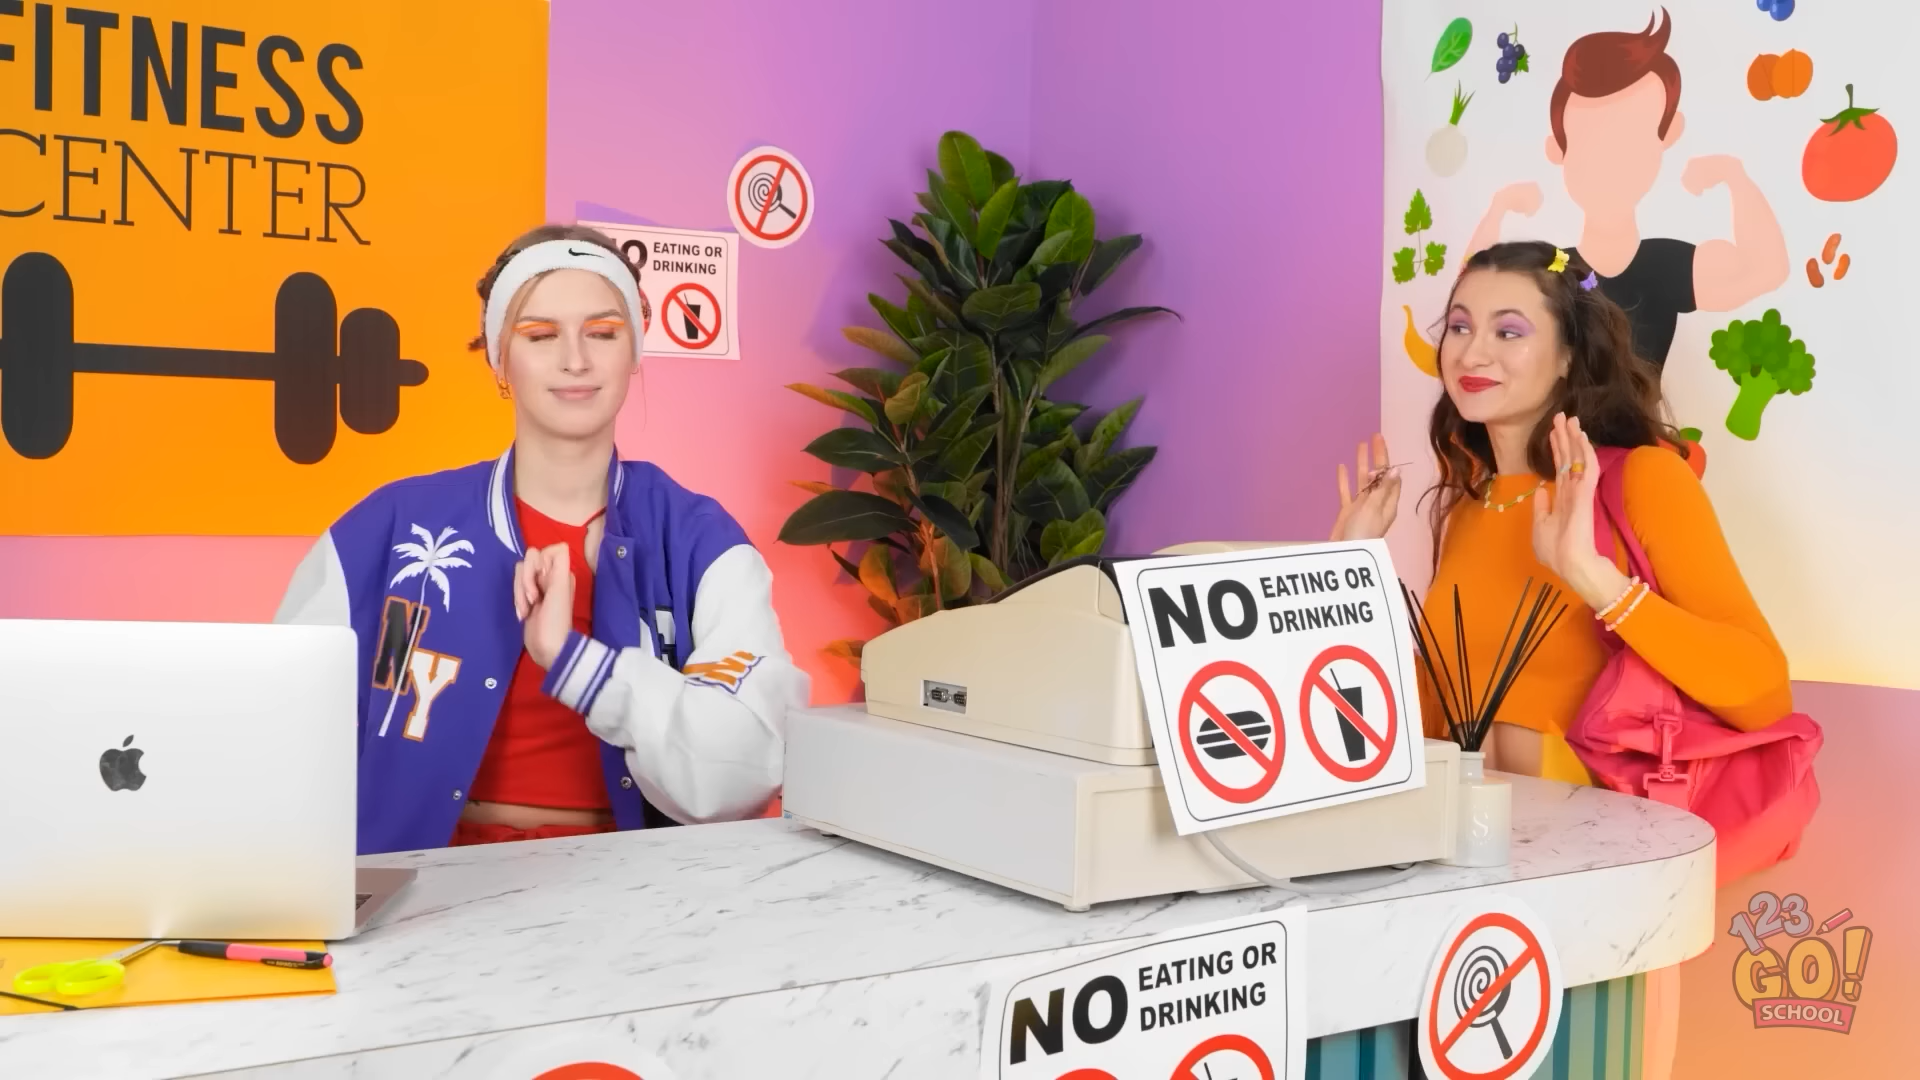 FITNESS
CENTER
NO EATING OR
DRINKING
NO EATING OR
DRINKING
NY
S
NO EATING OR
DRINKING
123
GO!
SCHOOL